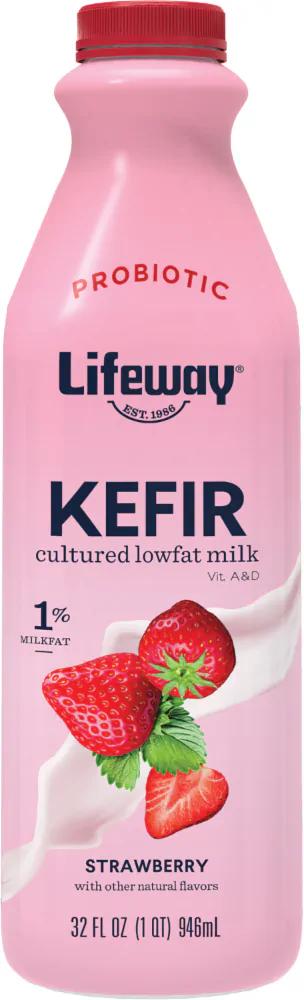 PROBIOTIC
Lifeway®
EST. 1986
KEFIR
cultured lowfat milk
Vit. A&D
1%
MILKFAT
STRAWBERRY
with other natural flavors
32 FL OZ (1 QT) 946mL